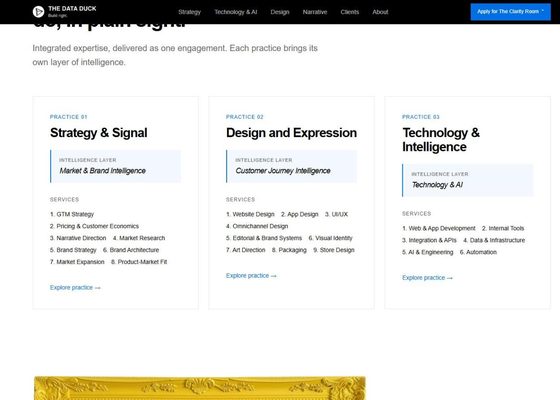 THE DATA DUCK
Build right.
Strategy Technology & AI Design Narrative Clients About
Apply for The Clarity Room
do, in plain sight.
Integrated expertise, delivered as one engagement. Each practice brings its
own layer of intelligence.
PRACTICE 01
Strategy & Signal
INTELLIGENCE LAYER
Market & Brand Intelligence
SERVICES
1. GTM Strategy
2. Pricing & Customer Economics
3. Narrative Direction 4. Market Research
5. Brand Strategy 6. Brand Architecture
7. Market Expansion 8. Product-Market Fit
Explore practice →
PRACTICE 02
Design and Expression
INTELLIGENCE LAYER
Customer Journey Intelligence
SERVICES
1. Website Design 2. App Design 3. UI/UX
4. Omnichannel Design
5. Editorial & Brand Systems 6. Visual Identity
7. Art Direction 8. Packaging 9. Store Design
Explore practice →
PRACTICE 03
Technology &
Intelligence
INTELLIGENCE LAYER
Technology & AI
SERVICES
1. Web & App Development 2. Internal Tools
3. Integration & APIs 4. Data & Infrastructure
5. AI & Engineering 6. Automation
Explore practice →